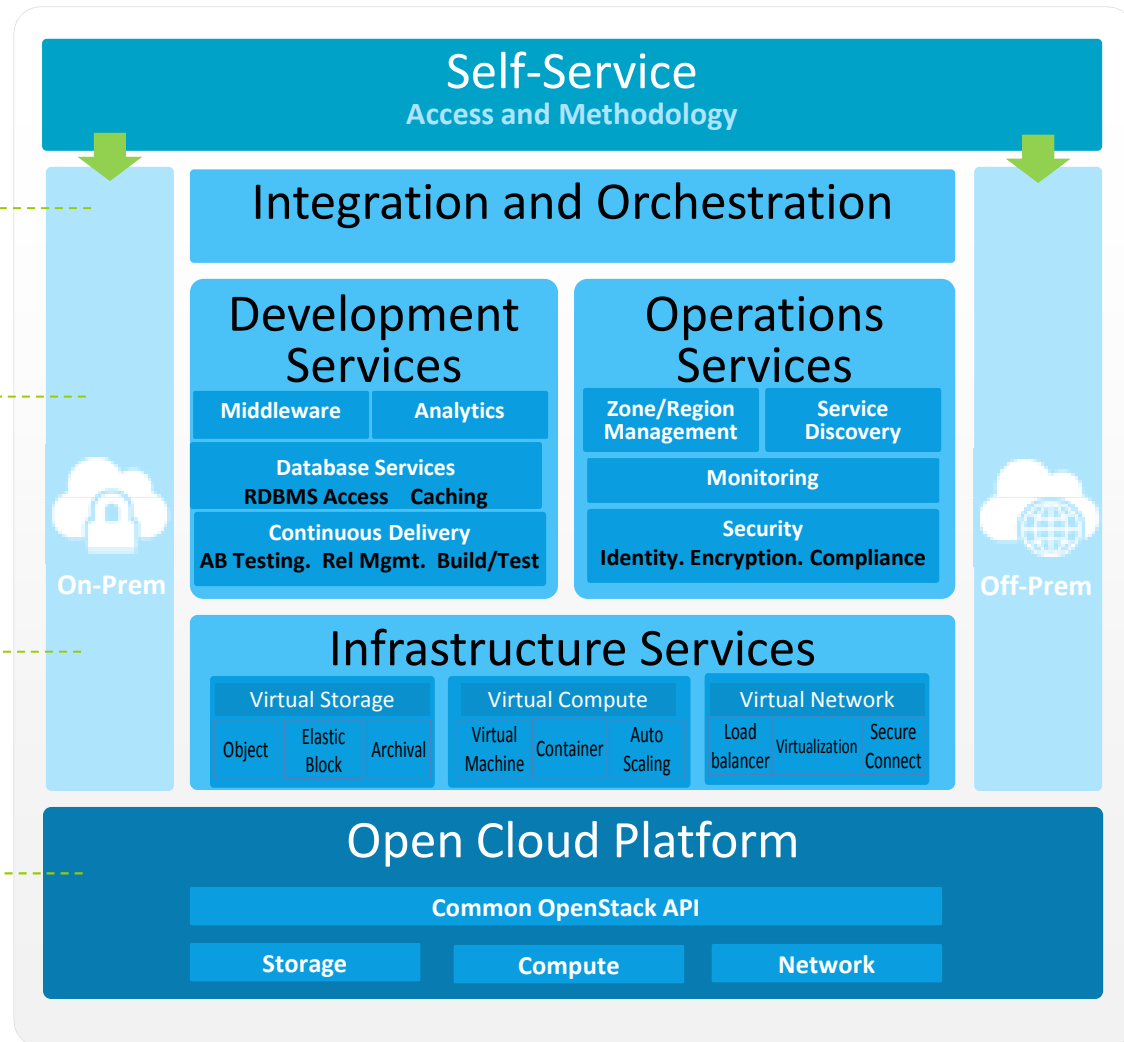 Self-Service
Access and Methodology
Integration and Orchestration
Development
Services
Middleware
Analytics
Database Services
RDBMS Access Caching
Continuous Delivery
AB Testing. Rel Mgmt. Build/Test
Operations
Services
Zone/Region
Management
Service
Discovery
Monitoring
Security
Identity. Encryption. Compliance
On-Prem
Off-Prem
Infrastructure Services
Virtual Storage
Object
Elastic
Block
Archival
Virtual Compute
Virtual
Machine
Container
Auto
Scaling
Virtual Network
Load
balancer
Virtualization
Secure
Connect
Open Cloud Platform
Common OpenStack API
Storage
Compute
Network